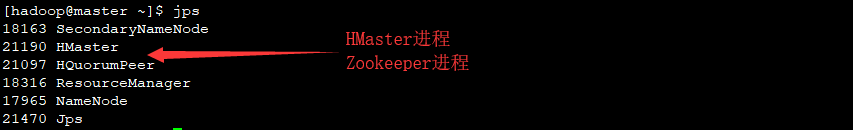 [hadoop@master ~]$ jps
18163 SecondaryNameNode
21190 HMaster
HMaster进程
21097 HQuorumPeer
Zookeeper进程
18316 ResourceManager
17965 NameNode
21470 Jps